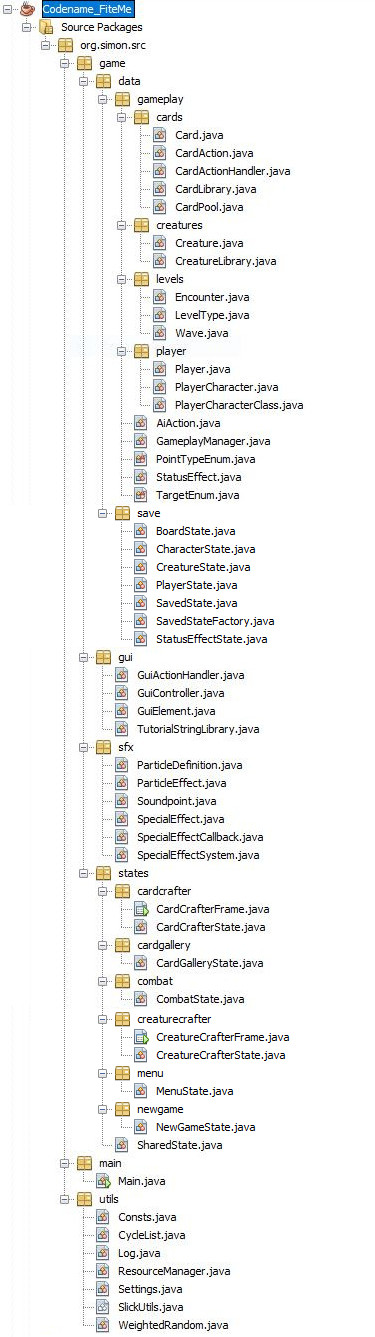 Codename_FiteMe
Source Packages
org.simon.src
game
data
gameplay
cards
Card.java
CardAction.java
CardActionHandler.java
CardLibrary.java
CardPool.java
creatures
Creature.java
CreatureLibrary.java
levels
Encounter.java
LevelType.java
Wave.java
player
Player.java
PlayerCharacter.java
PlayerCharacterClass.java
AiAction.java
GameplayManager.java
PointTypeEnum.java
StatusEffect.java
TargetEnum.java
save
BoardState.java
CharacterState.java
CreatureState.java
PlayerState.java
SavedState.java
SavedStateFactory.java
StatusEffectState.java
gui
GuiActionHandler.java
GuiController.java
GuiElement.java
TutorialStringLibrary.java
sfx
ParticleDefinition.java
ParticleEffect.java
Soundpoint.java
SpecialEffect.java
SpecialEffectCallback.java
SpecialEffectSystem.java
states
cardcrafter
CardCrafterFrame.java
CardCrafterState.java
cardgallery
CardGalleryState.java
combat
CombatState.java
creaturecrafter
CreatureCrafterFrame.java
CreatureCrafterState.java
menu
MenuState.java
newgame
NewGameState.java
SharedState.java
main
Main.java
utils
Consts.java
CycleList.java
Log.java
ResourceManager.java
Settings.java
SlickUtils.java
WeightedRandom.java